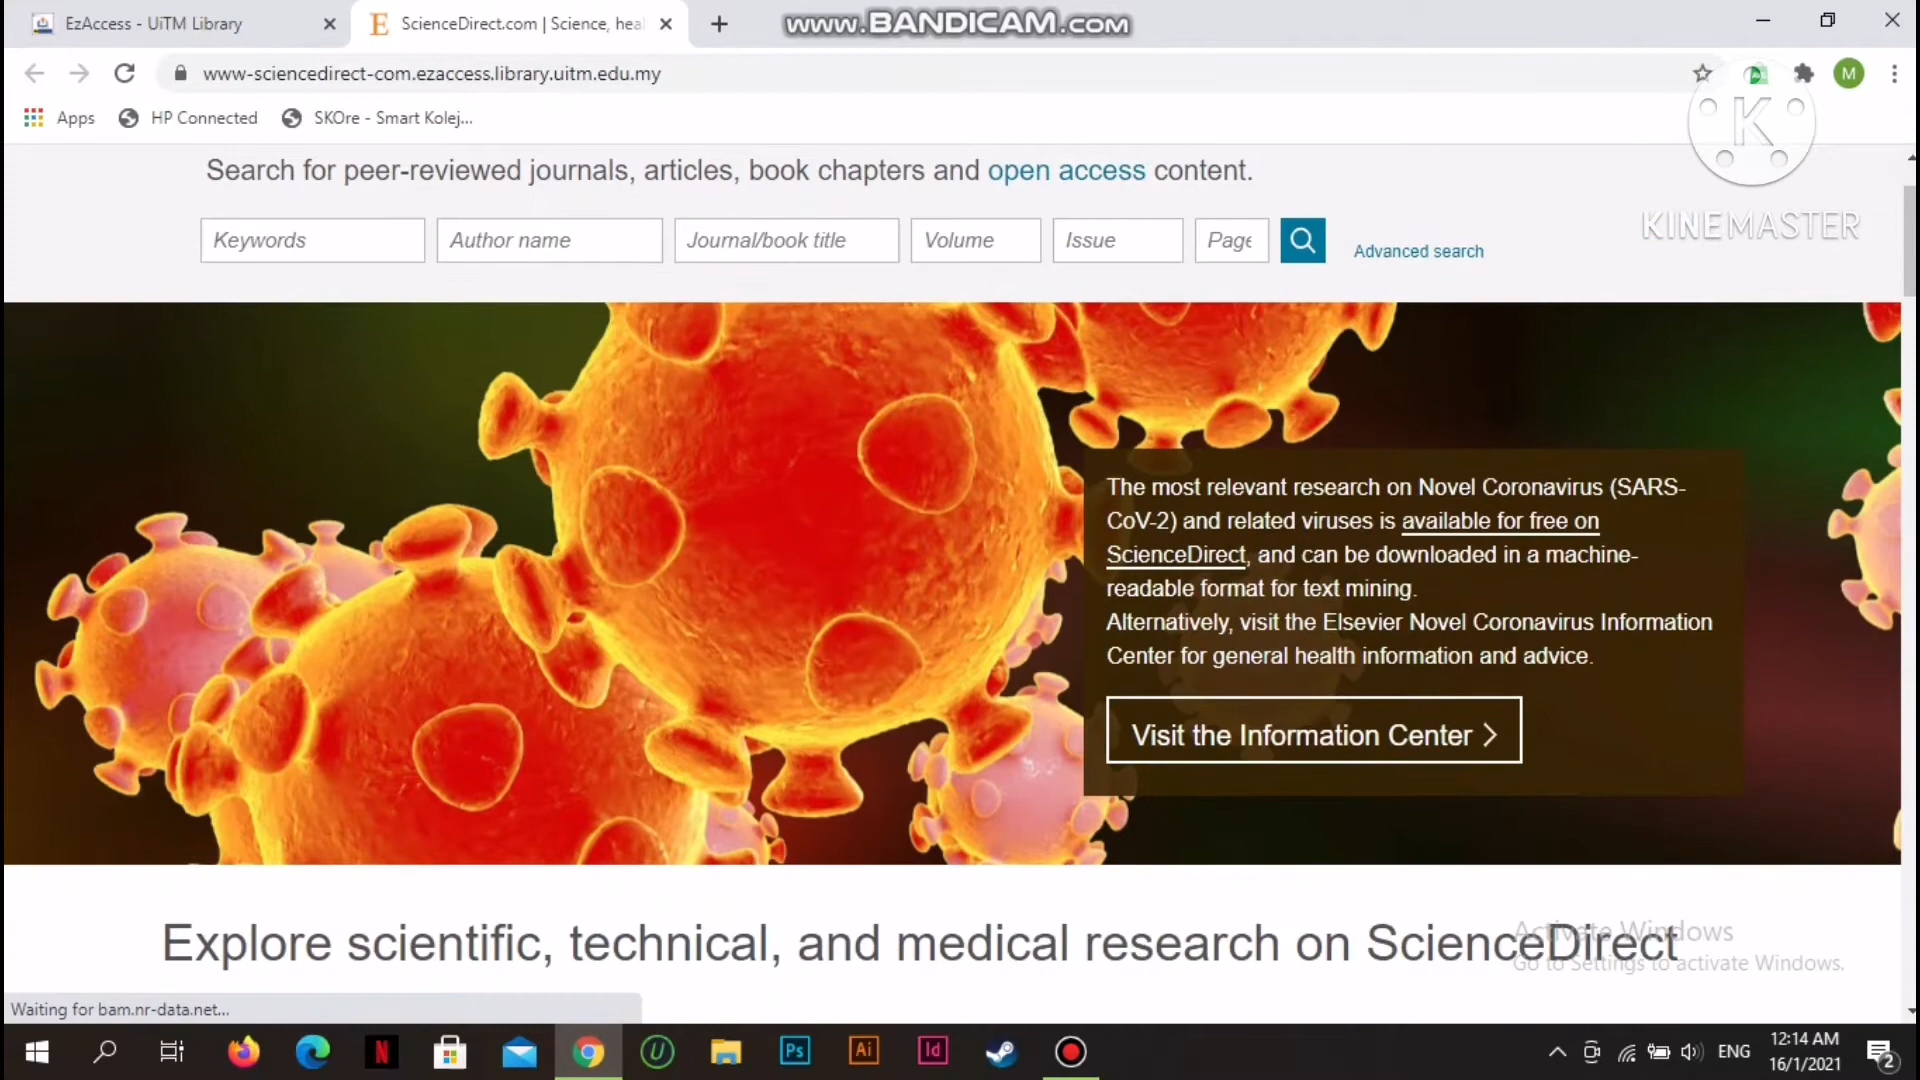 EzAccess - UiTM Library
ScienceDirect.com | Science, hea
www.BANDICAM.com
www-sciencedirect-com.ezaccess.library.uitm.edu.my
M
Apps
HP Connected
SKOre - Smart Kolej...
K
KINEMASTER
Search for peer-reviewed journals, articles, book chapters and open access content.
Keywords
Author name
Journal/book title
Volume
Issue
Page
Advanced search
The most relevant research on Novel Coronavirus (SARS-
CoV-2) and related viruses is available for free on
ScienceDirect, and can be downloaded in a machine-
readable format for text mining.
Alternatively, visit the Elsevier Novel Coronavirus Information
Center for general health information and advice.
Visit the Information Center >
Explore scientific, technical, and medical research on ScienceDirect
Activate Windows
Go to Settings to activate Windows.
Waiting for bam.nr-data.net...
N
U
Ps
Ai
Id
ENG
12:14 AM
16/1/2021
2